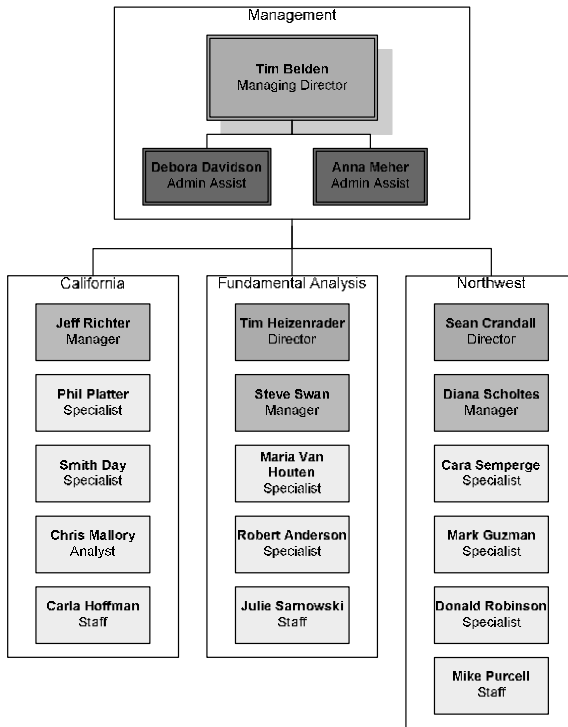 Management
Tim Belden
Managing Director
Debora Davidson
Admin Assist
Anna Meher
Admin Assist
California
Jeff Richter
Manager
Phil Platter
Specialist
Smith Day
Specialist
Chris Mallory
Analyst
Carla Hoffman
Staff
Fundamental Analysis
Tim Heizenrader
Director
Steve Swan
Manager
Maria Van
Houten
Specialist
Robert Anderson
Specialist
Julie Sarnowski
Staff
Northwest
Sean Crandall
Director
Diana Scholtes
Manager
Cara Semperge
Specialist
Mark Guzman
Specialist
Donald Robinson
Specialist
Mike Purcell
Staff